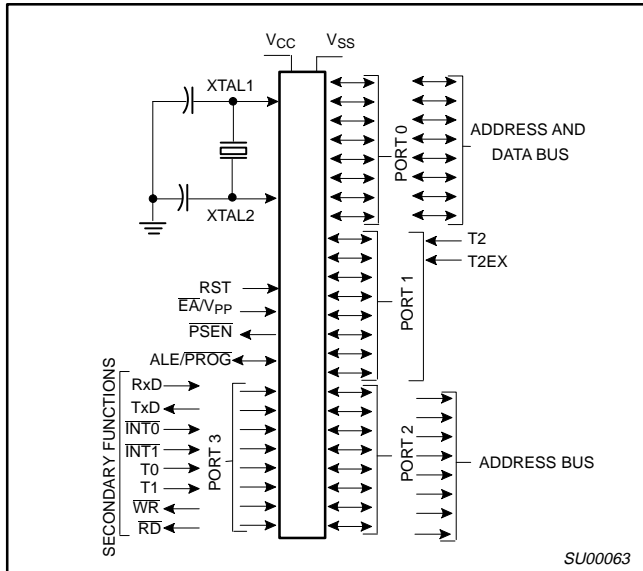 VCC VSS
XTAL1
PORT 0
ADDRESS AND
DATA BUS
XTAL2
T2
T2EX
PORT 1
RST
EA/VPP
PSEN
ALE/PROG
SECONDARY FUNCTIONS
RxD
TxD
INT0
INT1
T0
T1
WR
RD
PORT 3
PORT 2
ADDRESS BUS
SU00063